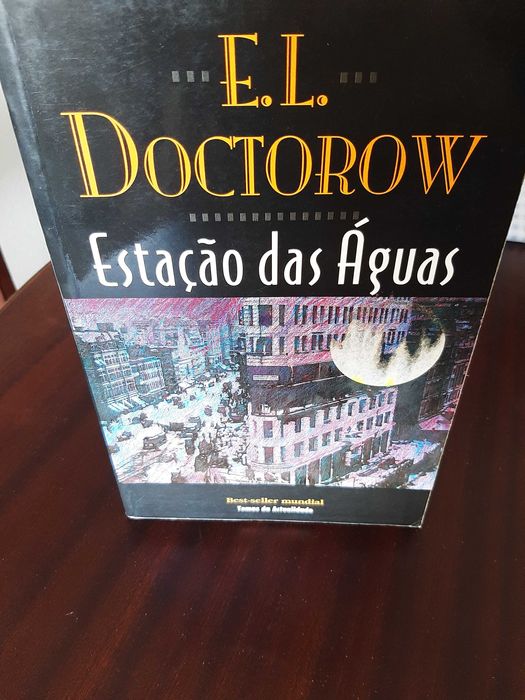 E.L.
DOCTOROW
Estação das Águas
Best-seller mundial
Temas da Actualidade